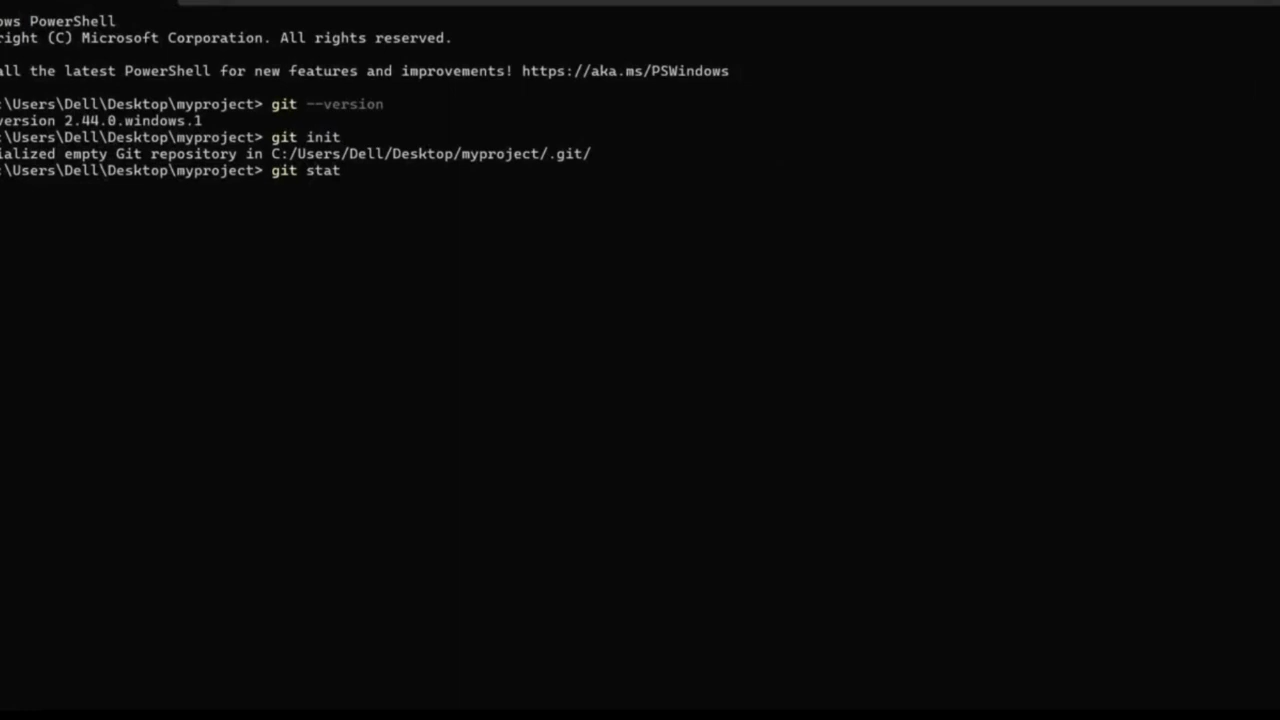 ows PowerShell
right (C) Microsoft Corporation. All rights reserved.
all the latest PowerShell for new features and improvements! https://aka.ms/PSWindows
:\Users\Dell\Desktop\myproject> git --version
version 2.44.0.windows.1
:\Users\Dell\Desktop\myproject> git init
ialized empty Git repository in C:/Users/Dell/Desktop/myproject/.git/
:\Users\Dell\Desktop\myproject> git stat